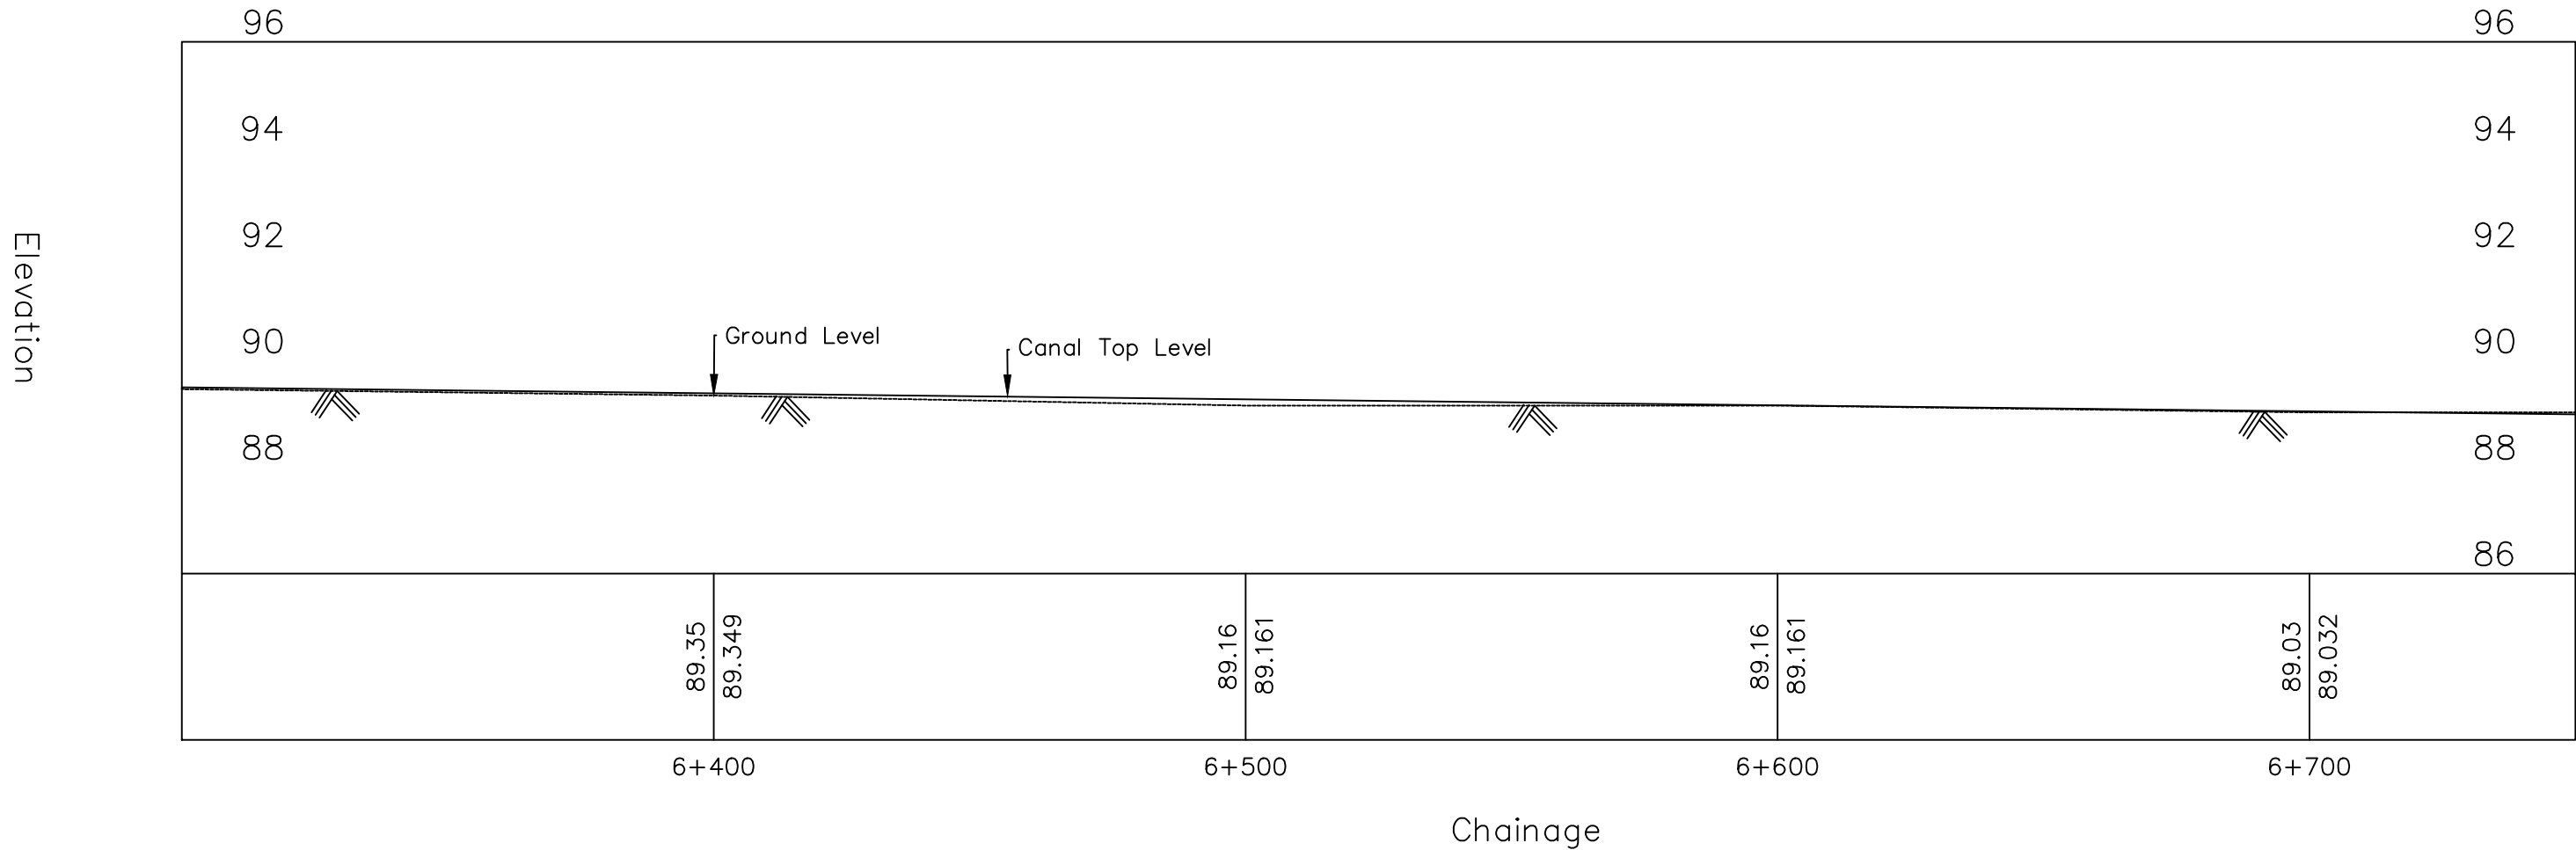 96 96
94 94
92 92
90 90
Elevation
Ground Level
Canal Top Level
88 88
86
89.35 89.349 89.16 89.161 89.16 89.161 89.03 89.032
6+400 6+500 6+600 6+700
Chainage